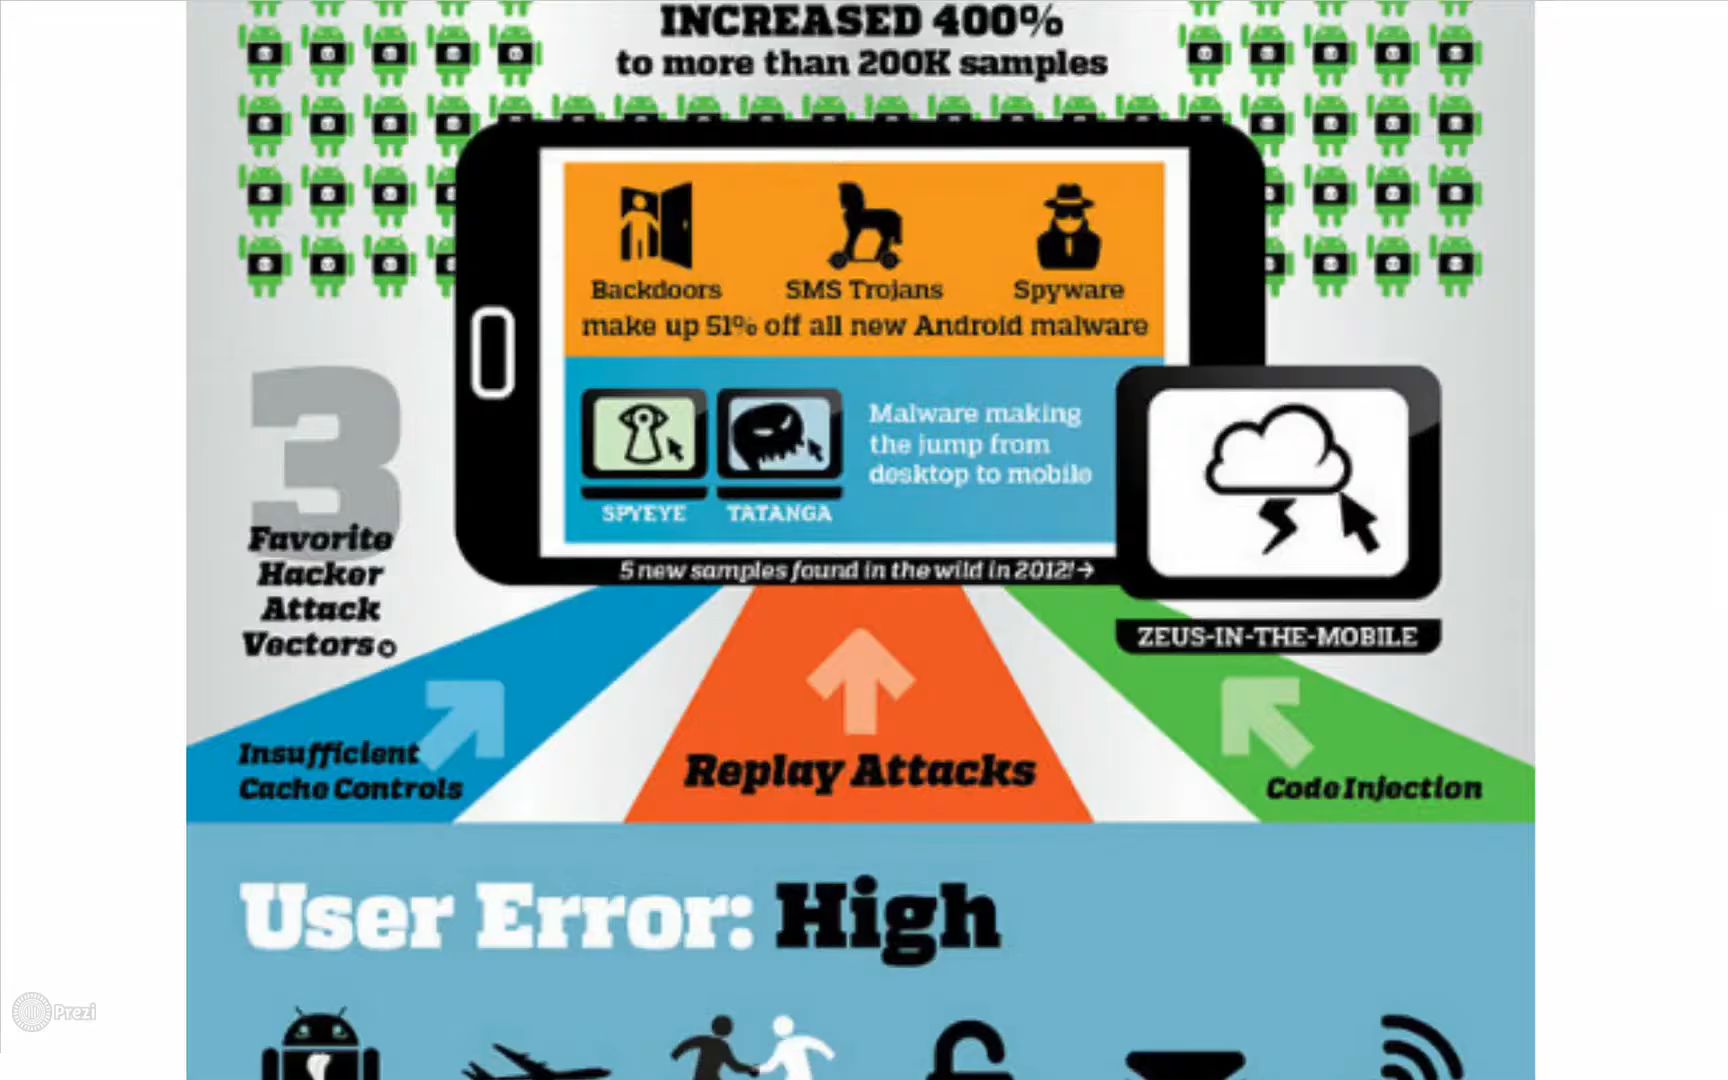 INCREASED 400%
to more than 200K samples
Backdoors
SMS Trojans
Spyware
make up 51% off all new Android malware
SPYEYE
TATANGA
Malware making
the jump from
desktop to mobile
5 new samples found in the wild in 2012!→
ZEUS-IN-THE-MOBILE
3
Favorite
Hacker
Attack
Vectors
Insufficient
Cache Controls
Replay Attacks
Code Injection
User Error: High
Prezi